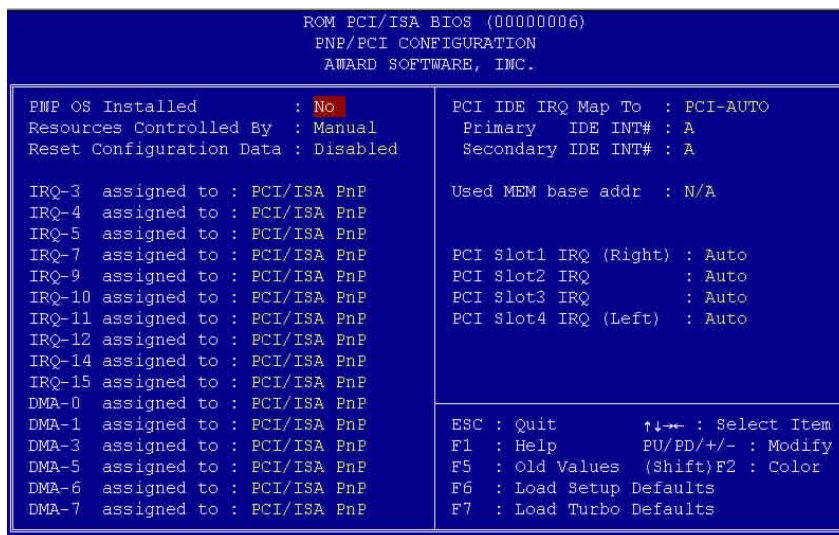 ROM PCI/ISA BIOS (00000006)
PNP/PCI CONFIGURATION
AWARD SOFTWARE, INC.
PNP OS Installed : No
Resources Controlled By : Manual
Reset Configuration Data : Disabled
IRQ-3 assigned to : PCI/ISA PnP
IRQ-4 assigned to : PCI/ISA PnP
IRQ-5 assigned to : PCI/ISA PnP
IRQ-7 assigned to : PCI/ISA PnP
IRQ-9 assigned to : PCI/ISA PnP
IRQ-10 assigned to : PCI/ISA PnP
IRQ-11 assigned to : PCI/ISA PnP
IRQ-12 assigned to : PCI/ISA PnP
IRQ-14 assigned to : PCI/ISA PnP
IRQ-15 assigned to : PCI/ISA PnP
DMA-0 assigned to : PCI/ISA PnP
DMA-1 assigned to : PCI/ISA PnP
DMA-3 assigned to : PCI/ISA PnP
DMA-5 assigned to : PCI/ISA PnP
DMA-6 assigned to : PCI/ISA PnP
DMA-7 assigned to : PCI/ISA PnP
PCI IDE IRQ Map To : PCI-AUTO
Primary IDE INT# : A
Secondary IDE INT# : A
Used MEM base addr : N/A
PCI Slot1 IRQ (Right) : Auto
PCI Slot2 IRQ : Auto
PCI Slot3 IRQ : Auto
PCI Slot4 IRQ (Left) : Auto
ESC : Quit ↑↓→← : Select Item
F1 : Help PU/PD/+/- : Modify
F5 : Old Values (Shift)F2 : Color
F6 : Load Setup Defaults
F7 : Load Turbo Defaults